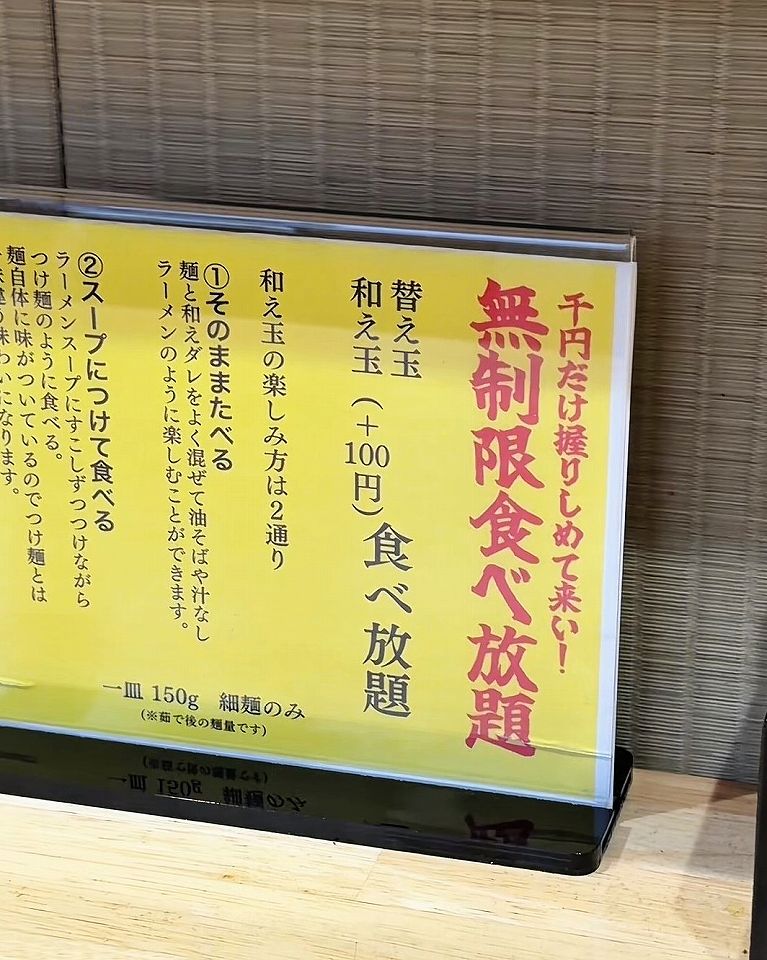 千円だけ握りしめて来い！
無制限食べ放題
替え玉
和え玉（＋100円）食べ放題
和え玉の楽しみ方は2通り
①そのままたべる
麺と和えダレをよく混ぜて油そばや汁なし
ラーメンのように楽しむことができます。
②スープにつけて食べる
ラーメンスープにすこしずつつけながら
つけ麺のように食べる。
麺自体に味がついているのでつけ麺とは
味違う味わいになります。
一皿 150g 細麺のみ
（※茹で後の麺量です）